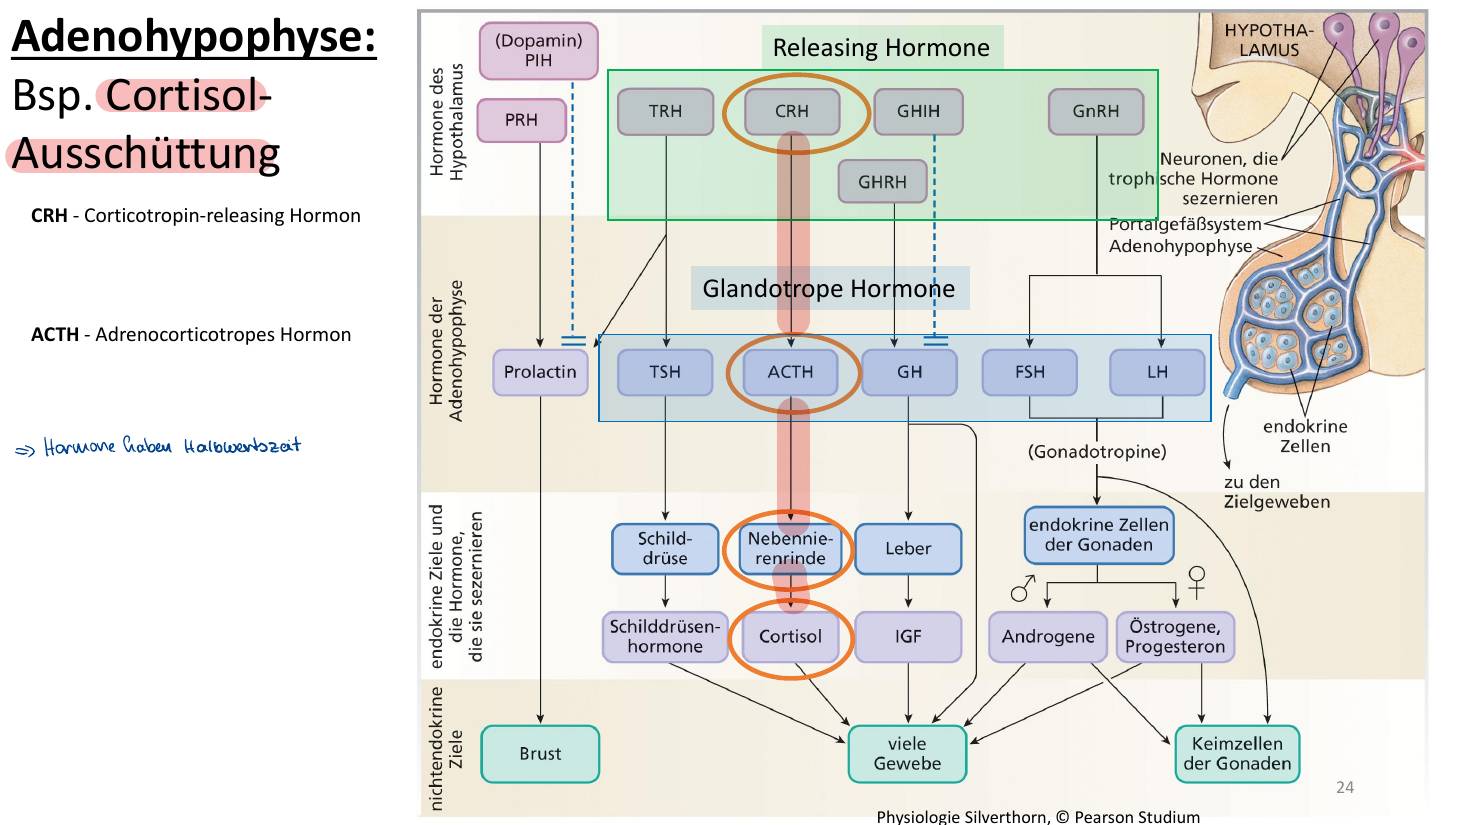 Adenohypophyse:
Bsp. Cortisol-
Ausschüttung
CRH - Corticotropin-releasing Hormon
ACTH - Adrenocorticotropes Hormon
⇒ Hormone haben Halbwertszeit
Hormone des
Hypothalamus
(Dopamin)
PIH
PRH
Releasing Hormone
TRH
CRH
GHIH
GnRH
GHRH
HYPOTHA-
LAMUS
Neuronen, die
trophische Hormone
sezernieren
Portalgefäßsystem
Adenohypophyse
endokrine
Zellen
zu den
Zielgeweben
Hormone der
Adenohypophyse
Glandotrope Hormone
Prolactin
TSH
ACTH
GH
FSH
LH
(Gonadotropine)
endokrine Ziele und
die Hormone,
die sie sezernieren
Schild-
drüse
Nebennie-
renrinde
Leber
endokrine Zellen
der Gonaden
♂
♀
Schilddrüsen-
hormone
Cortisol
IGF
Androgene
Östrogene,
Progesteron
nichtendokrine
Ziele
Brust
viele
Gewebe
Keimzellen
der Gonaden
24
Physiologie Silverthorn, © Pearson Studium